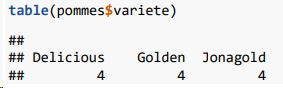 table(pommes$variete)
##
## Delicious    Golden  Jonagold
##         4         4         4